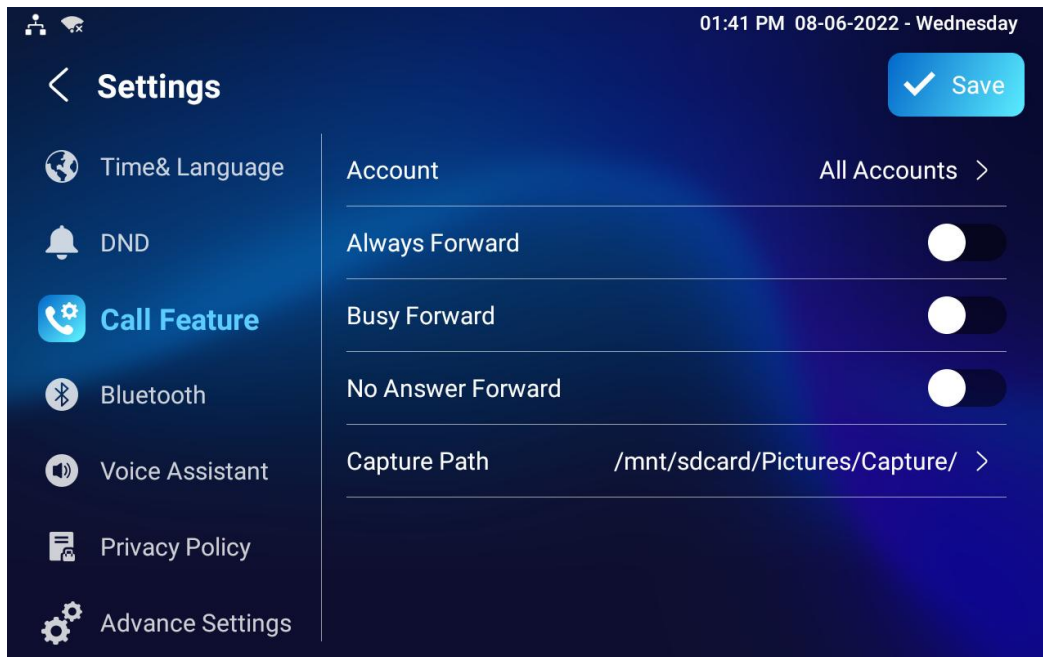 01:41 PM 08-06-2022 - Wednesday
Settings
Save
Time& Language
DND
Call Feature
Bluetooth
Voice Assistant
Privacy Policy
Advance Settings
Account All Accounts >
Always Forward
Busy Forward
No Answer Forward
Capture Path /mnt/sdcard/Pictures/Capture/ >